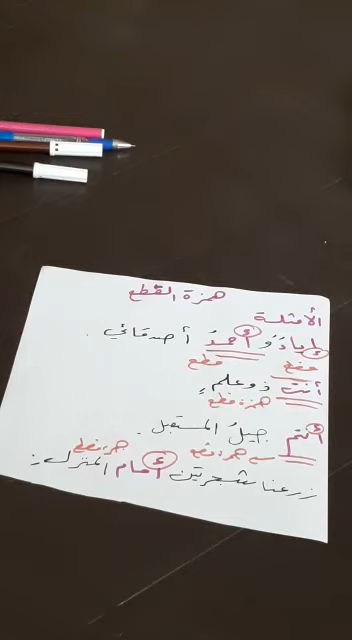 همزة القطع
الأمثلة
إياد و أحمدُ أصدقائي .
قطع قطع
أنت ذو علمٍ
همزة قطع
أنتم جيلُ المستقبل .
همزة قطع همزة قطع
زرعنا شجرتين أمام المنزل .